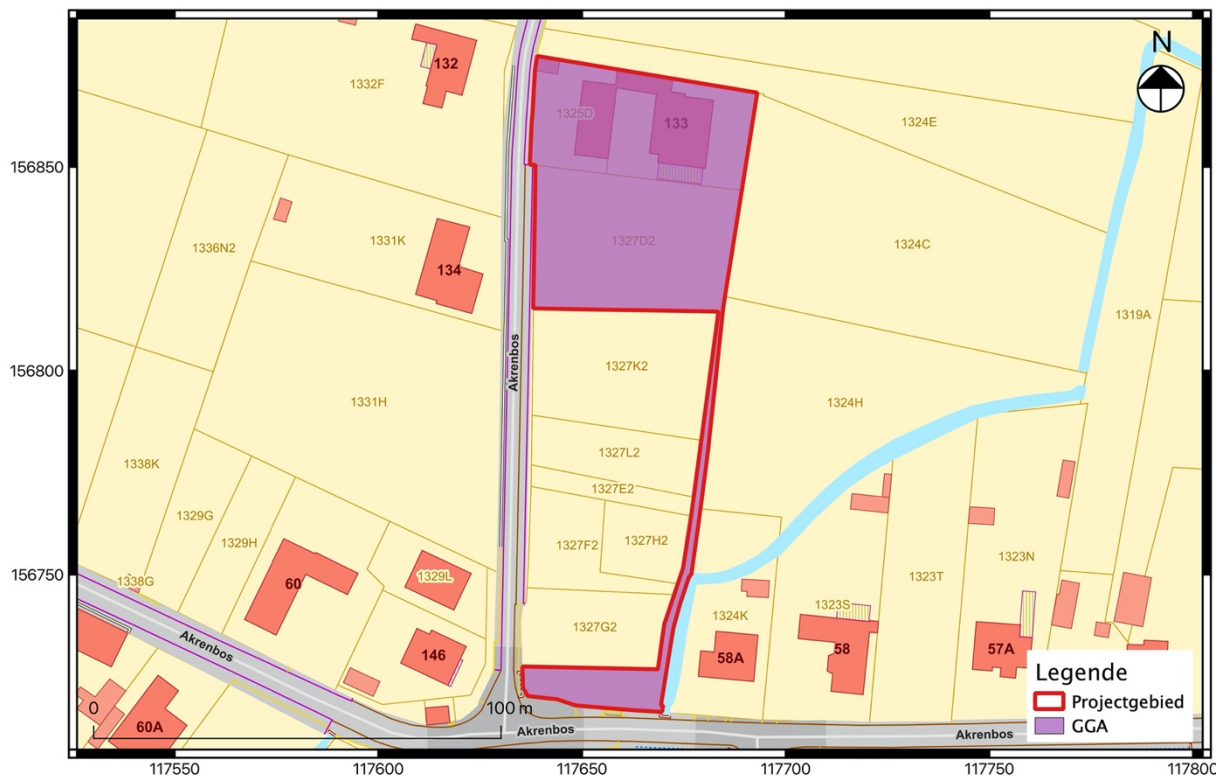 N
132
1332F
1325D
133
1324E
156850
1336N2
1331K
1327D2
1324C
134
1319A
Akrenbos
156800
1327K2
1331H
1324H
1338K
1327L2
1327E2
1329G
1329H
1327F2
1327H2
1323N
156750
1338G
60
1329L
1323T
1324K
1323S
1327G2
Akrenbos
146
58A
58
57A
Legende
Projectgebied
GGA
0
100 m
60A
Akrenbos
Akrenbos
117550
117600
117650
117700
117750
117800